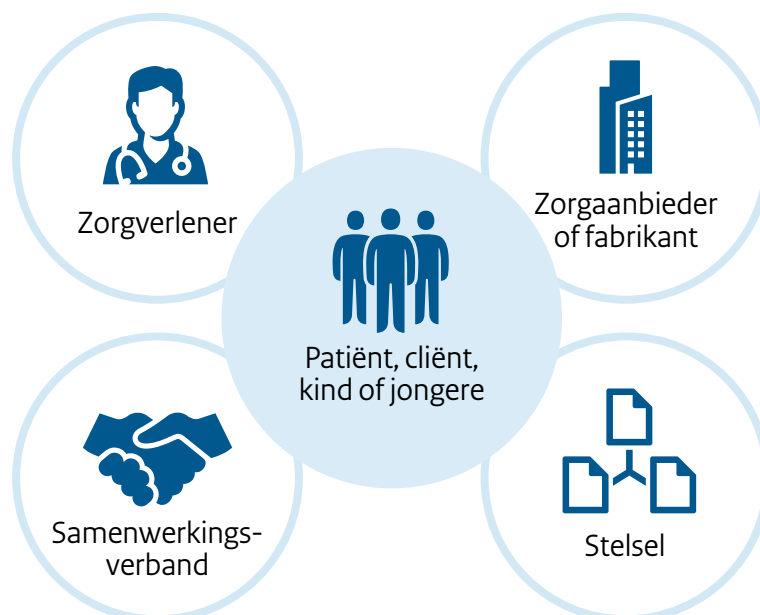 Zorgverlener
Zorgaanbieder
of fabrikant
Patiënt, cliënt,
kind of jongere
Samenwerkings-
verband
Stelsel